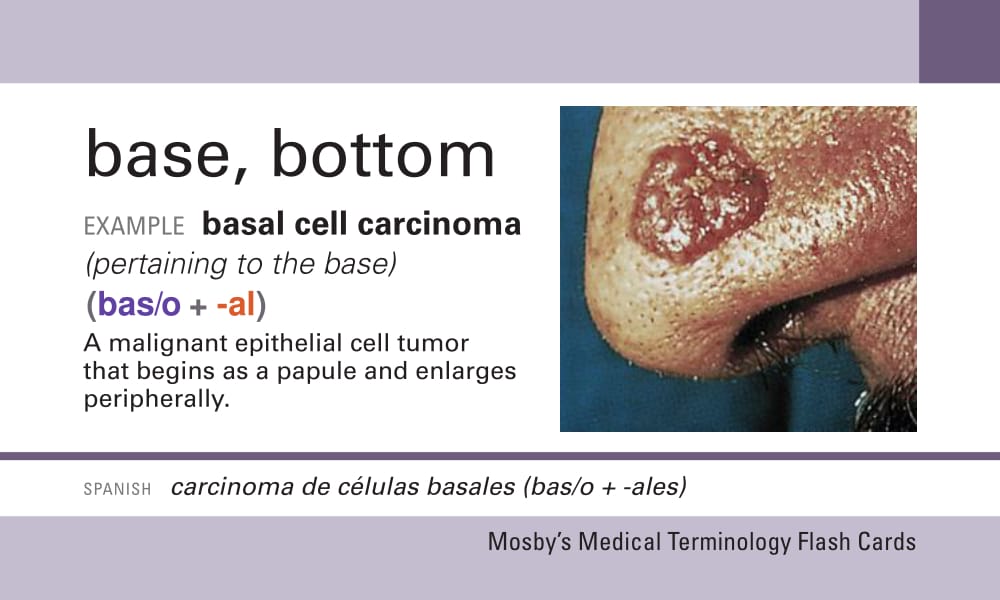 base, bottom
EXAMPLE basal cell carcinoma
(pertaining to the base)
(bas/o + -al)
A malignant epithelial cell tumor
that begins as a papule and enlarges
peripherally.
SPANISH carcinoma de células basales (bas/o + -ales)
Mosby's Medical Terminology Flash Cards